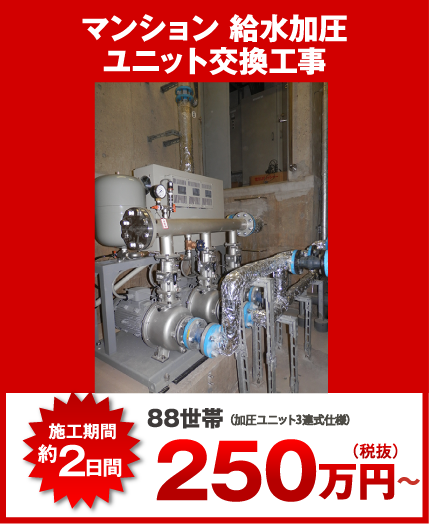 マンション 給水加圧
ユニット交換工事
施工期間
約2日間
88世帯（加圧ユニット3連式仕様）
250万円～
（税抜）